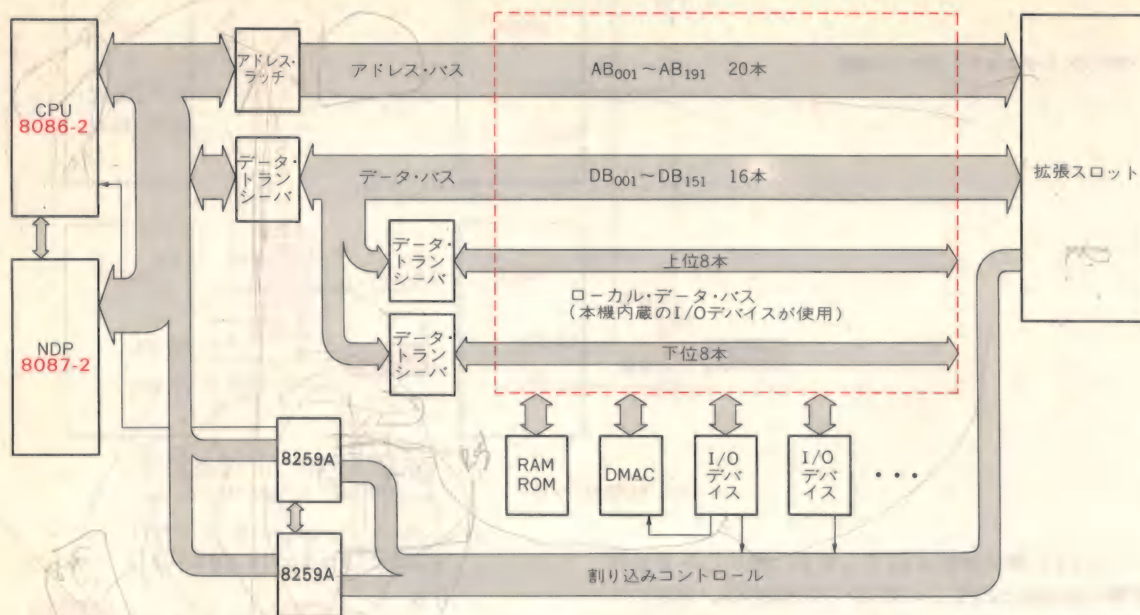 CPU
8086-2
NDP
8087-2
アドレス・
ラッチ
アドレス・バス
AB001～AB191 20本
データ・
トラン
シーバ
データ・バス
DB001～DB151 16本
拡張スロット
データ・
トラン
シーバ
上位8本
ローカル・データ・バス
(本機内蔵のI/Oデバイスが使用)
データ・
トラン
シーバ
下位8本
8259A
8259A
RAM
ROM
DMAC
I/O
デバ
イス
I/O
デバ
イス
・・・
割り込みコントロール